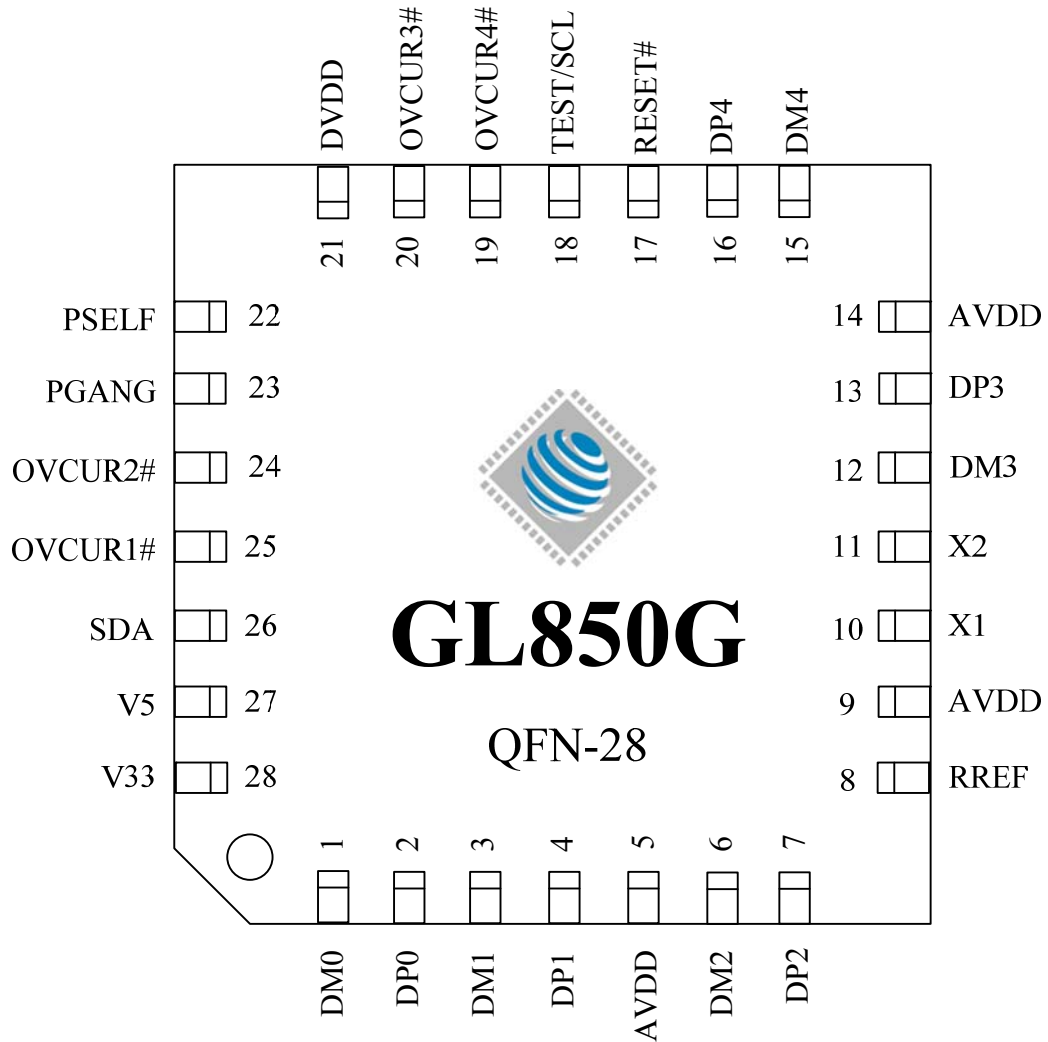 DVDD
OVCUR3#
OVCUR4#
TEST/SCL
RESET#
DP4
DM4
21
20
19
18
17
16
15
PSELF 22
14 AVDD
PGANG 23
13 DP3
OVCUR2# 24
12 DM3
OVCUR1# 25
11 X2
SDA 26
10 X1
V5 27
9 AVDD
V33 28
8 RREF
GL850G
QFN-28
1
2
3
4
5
6
7
DM0
DP0
DM1
DP1
AVDD
DM2
DP2